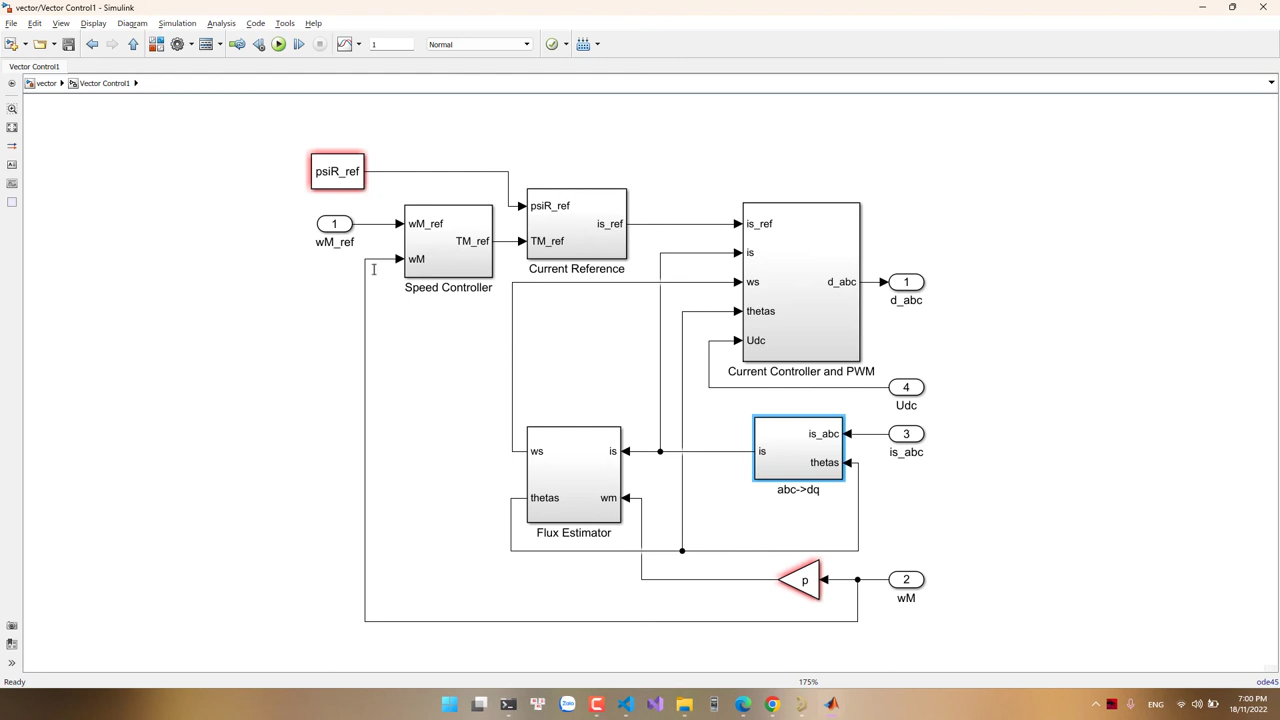 vector/Vector Control1 - Simulink
File Edit View Display Diagram Simulation Analysis Code Tools Help
1 Normal
Vector Control1
vector Vector Control1
psiR_ref
1
wM_ref
wM_ref
wM
TM_ref
Speed Controller
psiR_ref
TM_ref
is_ref
Current Reference
is_ref
is
ws
thetas
Udc
d_abc
Current Controller and PWM
1
d_abc
4
Udc
3
is_abc
is_abc
is
thetas
abc->dq
ws
is
thetas
wm
Flux Estimator
p
2
wM
Ready
175%
ode45
ENG
7:00 PM
18/11/2022